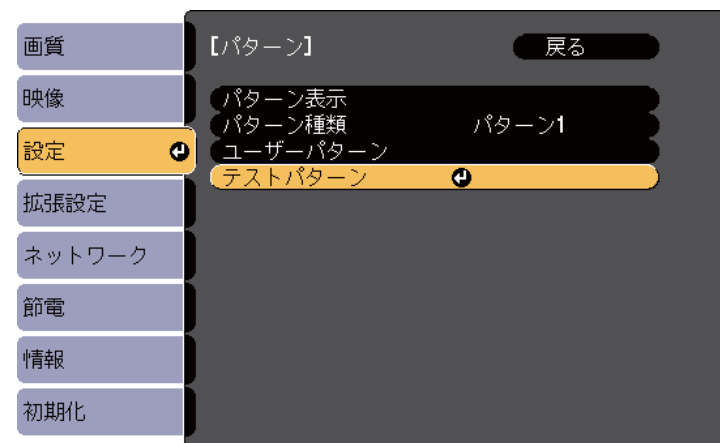 画質
映像
設定
拡張設定
ネットワーク
節電
情報
初期化
【パターン】 戻る
パターン表示
パターン種類 パターン1
ユーザーパターン
テストパターン